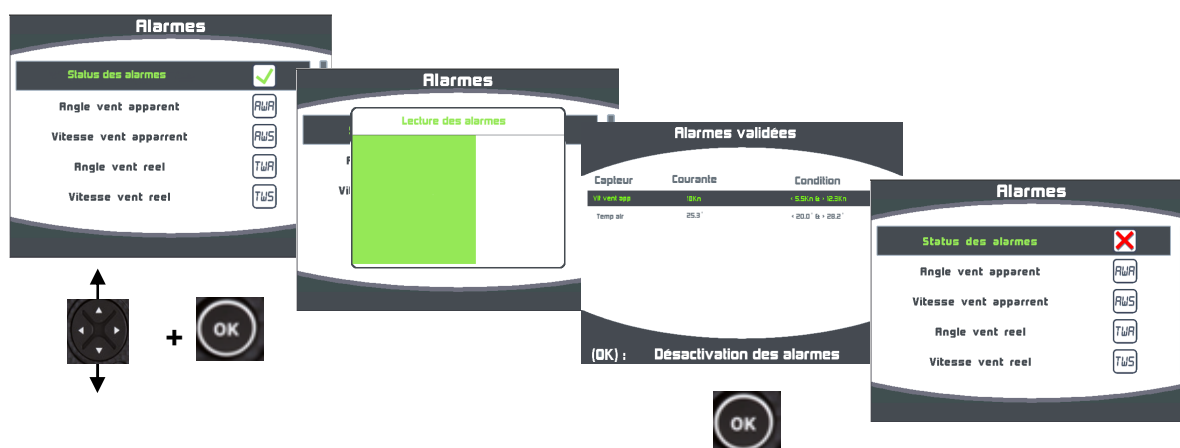 Alarmes
Status des alarmes
Angle vent apparent AWA
Vitesse vent apparrent AWS
Angle vent reel TWA
Vitesse vent reel TWS
+ OK
Alarmes
Lecture des alarmes
Vi
Alarmes validées
Capteur Courante Condition
Vit vent app 10Kn < 5.5Kn & > 12.3Kn
Temp air 25.3° < 20.0° & > 28.2°
(OK) : Désactivation des alarmes
OK
Alarmes
Status des alarmes
Angle vent apparent AWA
Vitesse vent apparrent AWS
Angle vent reel TWA
Vitesse vent reel TWS